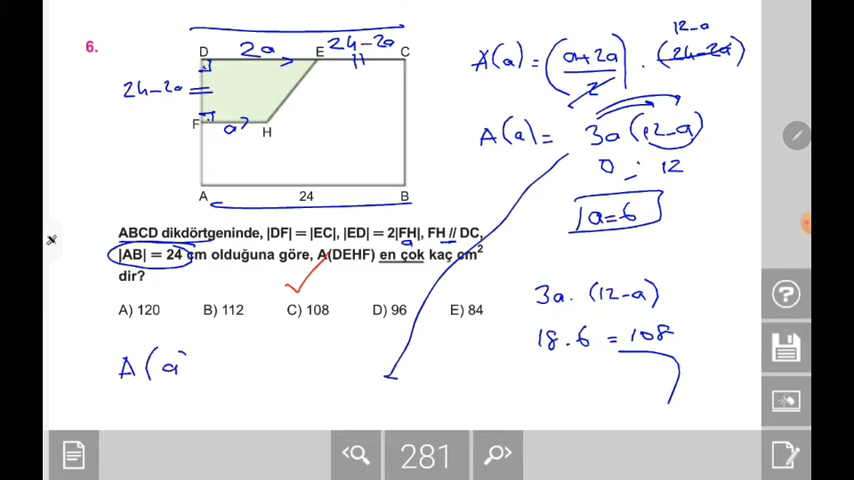 6.
D 2a E 24-2a C
24-2a
F a H
A 24 B
ABCD dikdörtgeninde, |DF| = |EC|, |ED| = 2|FH|, FH // DC,
a
|AB| = 24 cm olduğuna göre, A(DEHF) en çok kaç cm²
dir?
A) 120 B) 112 C) 108 D) 96 E) 84
A(a)
12-a
A(a) = (a+2a/2) . (24-2a)
A(a) = 3a(12-a)
0 12
a=6
3a. (12-a)
18.6 = 108
281